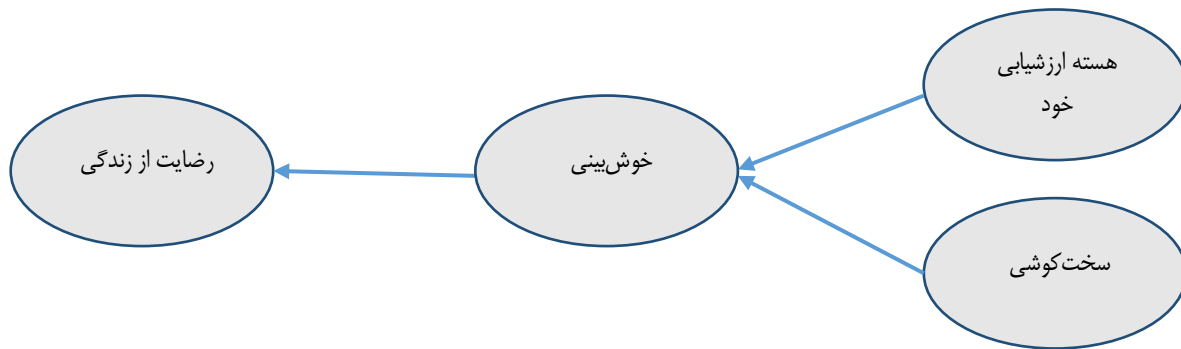 هسته ارزشیابی
خود
خوش‌بینی
رضایت از زندگی
سخت‌کوشی